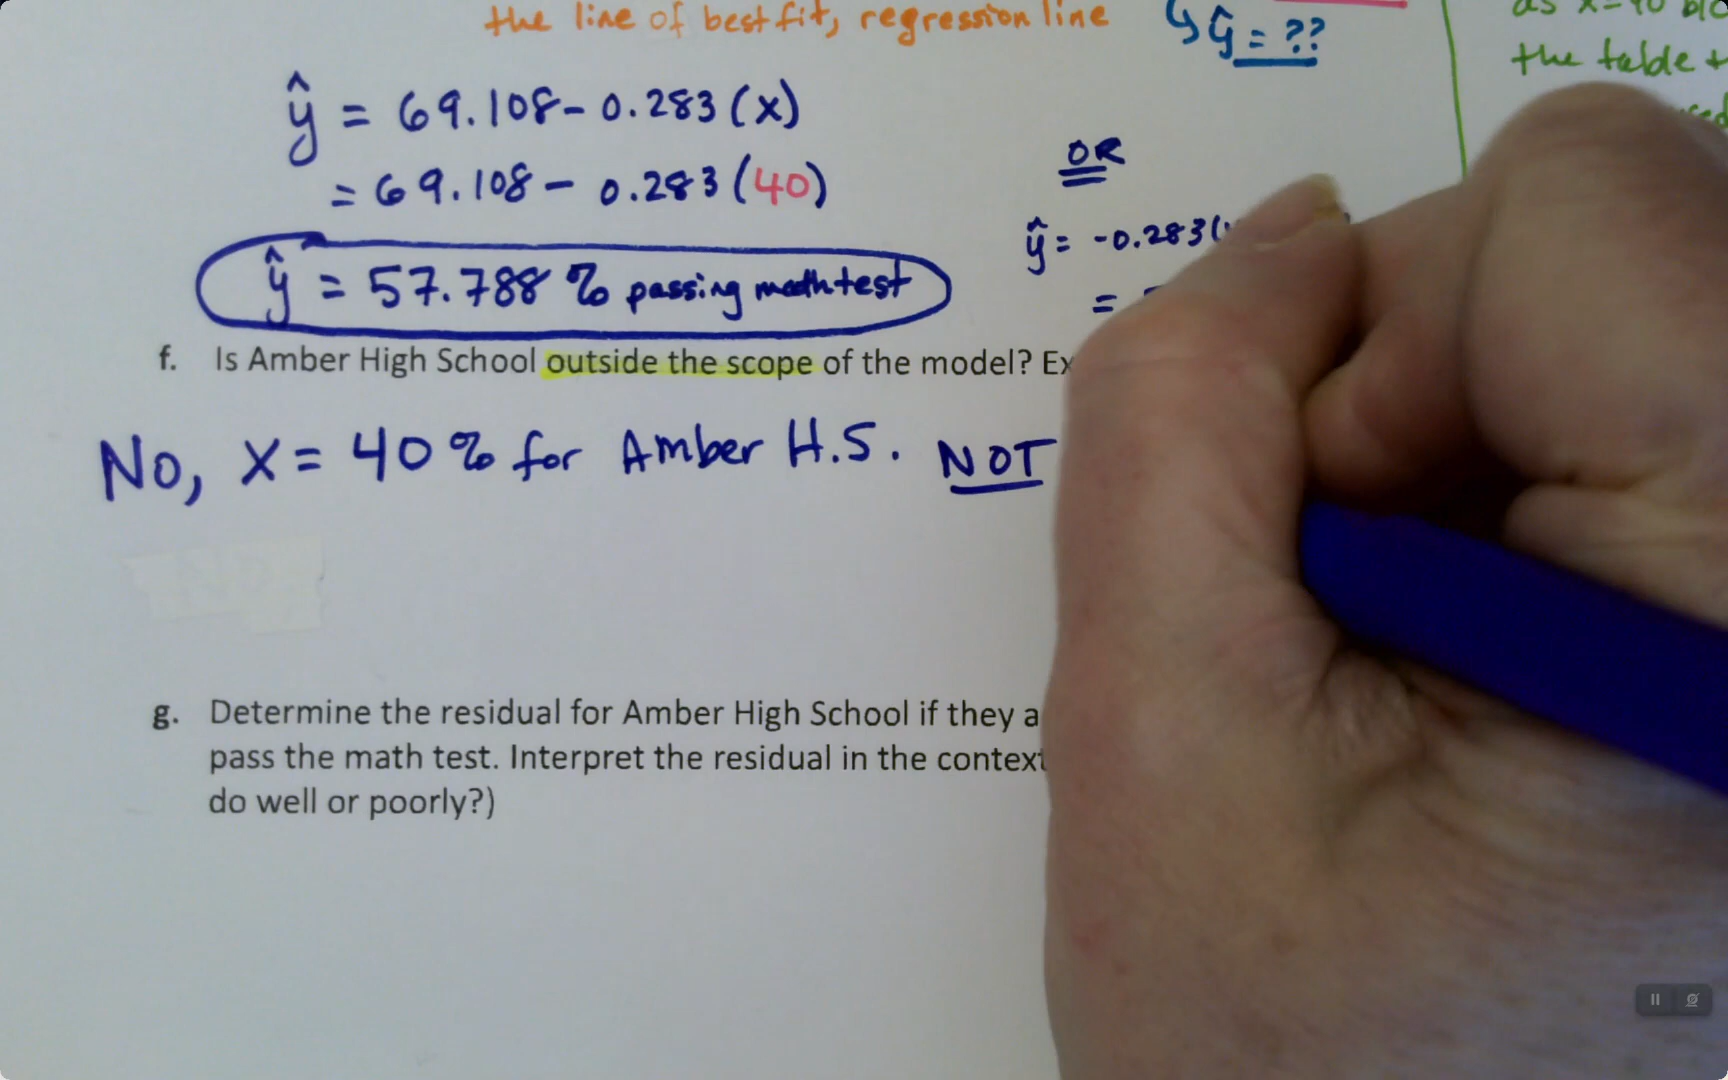 the line of best fit, regression line
ŷ = ??
as x=40
the table
ŷ = 69.108 - 0.283 (x)
= 69.108 - 0.283 (40)
ŷ = 57.788 % passing math test
OR
ŷ = -0.283(
=
f. Is Amber High School outside the scope of the model?
No, x = 40 % for Amber H.S. NOT
g. Determine the residual for Amber High School if they
pass the math test. Interpret the residual in the context
do well or poorly?)